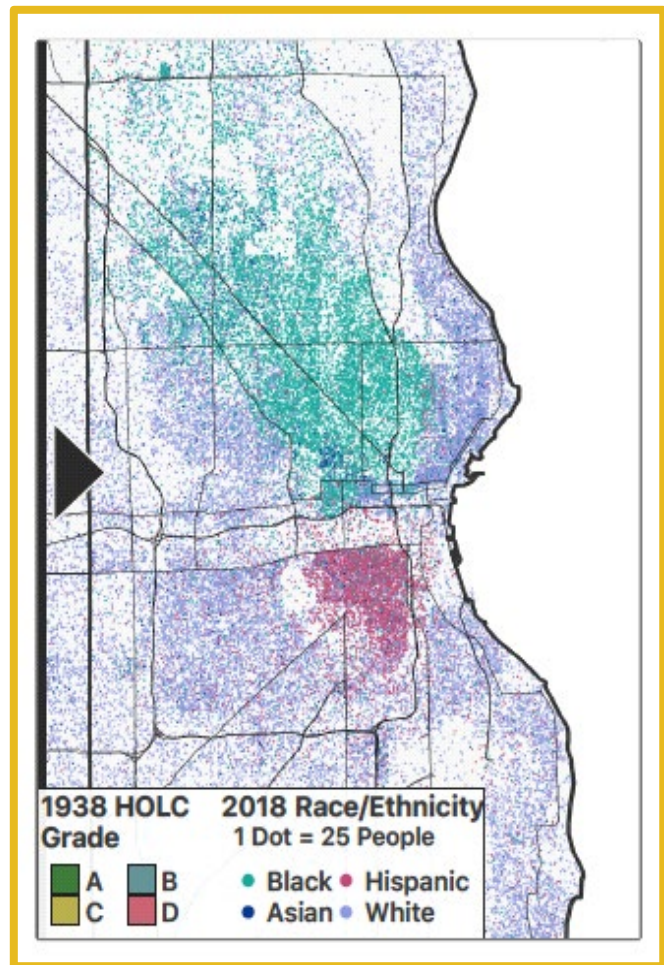 1938 HOLC Grade
2018 Race/Ethnicity
1 Dot = 25 People
A B
C D
Black Hispanic
Asian White